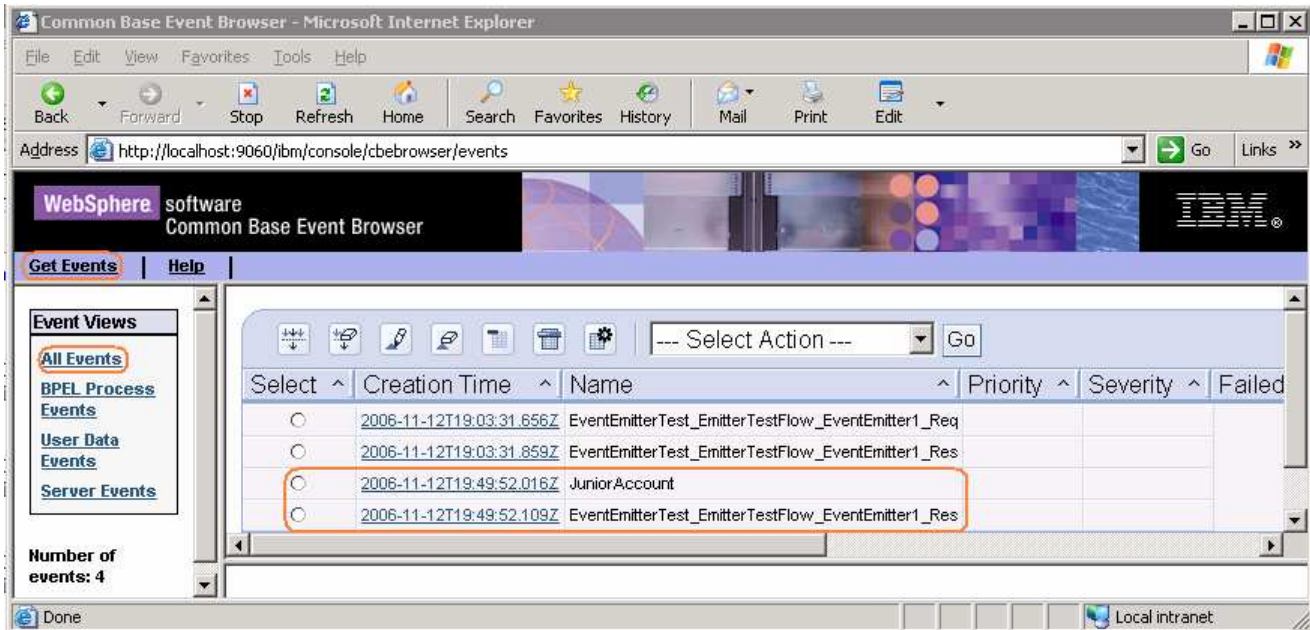 Common Base Event Browser - Microsoft Internet Explorer
File Edit View Favorites Tools Help
Back Forward Stop Refresh Home Search Favorites History Mail Print Edit
Address http://localhost:9060/ibm/console/cbebrowser/events Go Links »
WebSphere software
Common Base Event Browser
IBM®
Get Events | Help |
Event Views
All Events
BPEL Process
Events
User Data
Events
Server Events
Number of
events: 4
--- Select Action --- Go
Select ^ Creation Time ^ Name ^ Priority ^ Severity ^ Failed
2006-11-12T19:03:31.656Z EventEmitterTest_EmitterTestFlow_EventEmitter1_Req
2006-11-12T19:03:31.859Z EventEmitterTest_EmitterTestFlow_EventEmitter1_Res
2006-11-12T19:49:52.016Z JuniorAccount
2006-11-12T19:49:52.109Z EventEmitterTest_EmitterTestFlow_EventEmitter1_Res
Done Local intranet